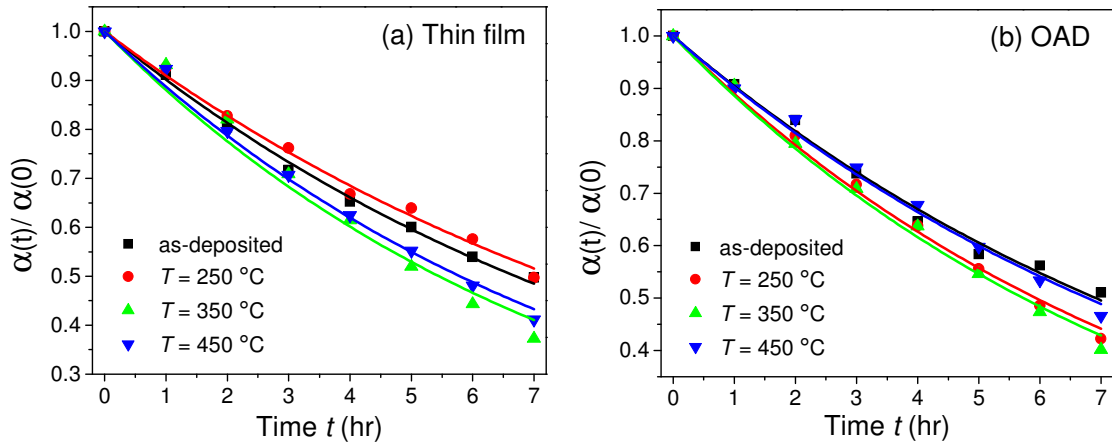 (a) Thin film
α(t)/ α(0)
1.0
0.9
0.8
0.7
0.6
0.5
0.4
0.3
as-deposited
T = 250 °C
T = 350 °C
T = 450 °C
0 1 2 3 4 5 6 7
Time t (hr)
(b) OAD
α(t)/ α(0)
1.0
0.9
0.8
0.7
0.6
0.5
0.4
as-deposited
T = 250 °C
T = 350 °C
T = 450 °C
0 1 2 3 4 5 6 7
Time t (hr)